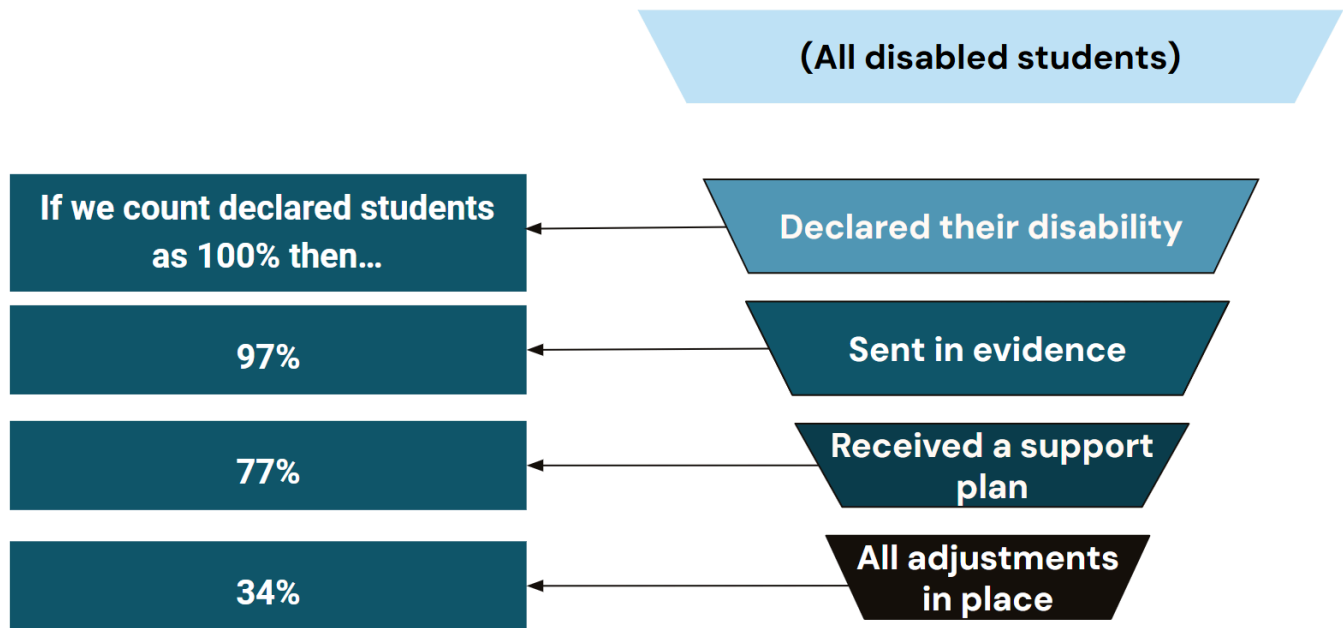 (All disabled students)
If we count declared students
as 100% then…
Declared their disability
97%
Sent in evidence
77%
Received a support
plan
34%
All adjustments
in place